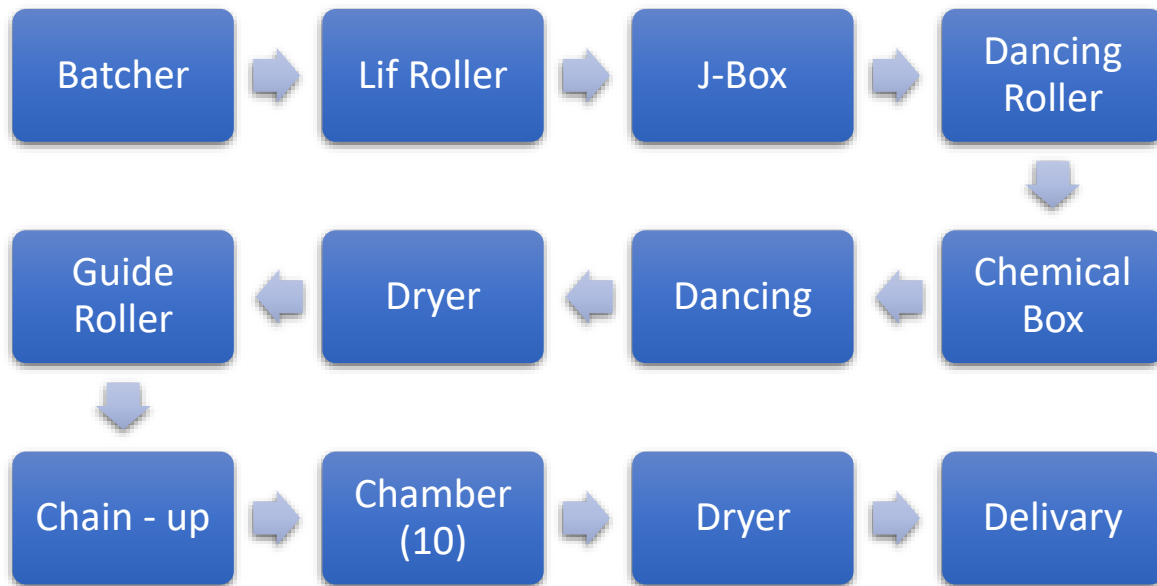 Batcher
Lif Roller
J-Box
Dancing
Roller
Chemical
Box
Dancing
Dryer
Guide
Roller
Chain - up
Chamber
(10)
Dryer
Delivary